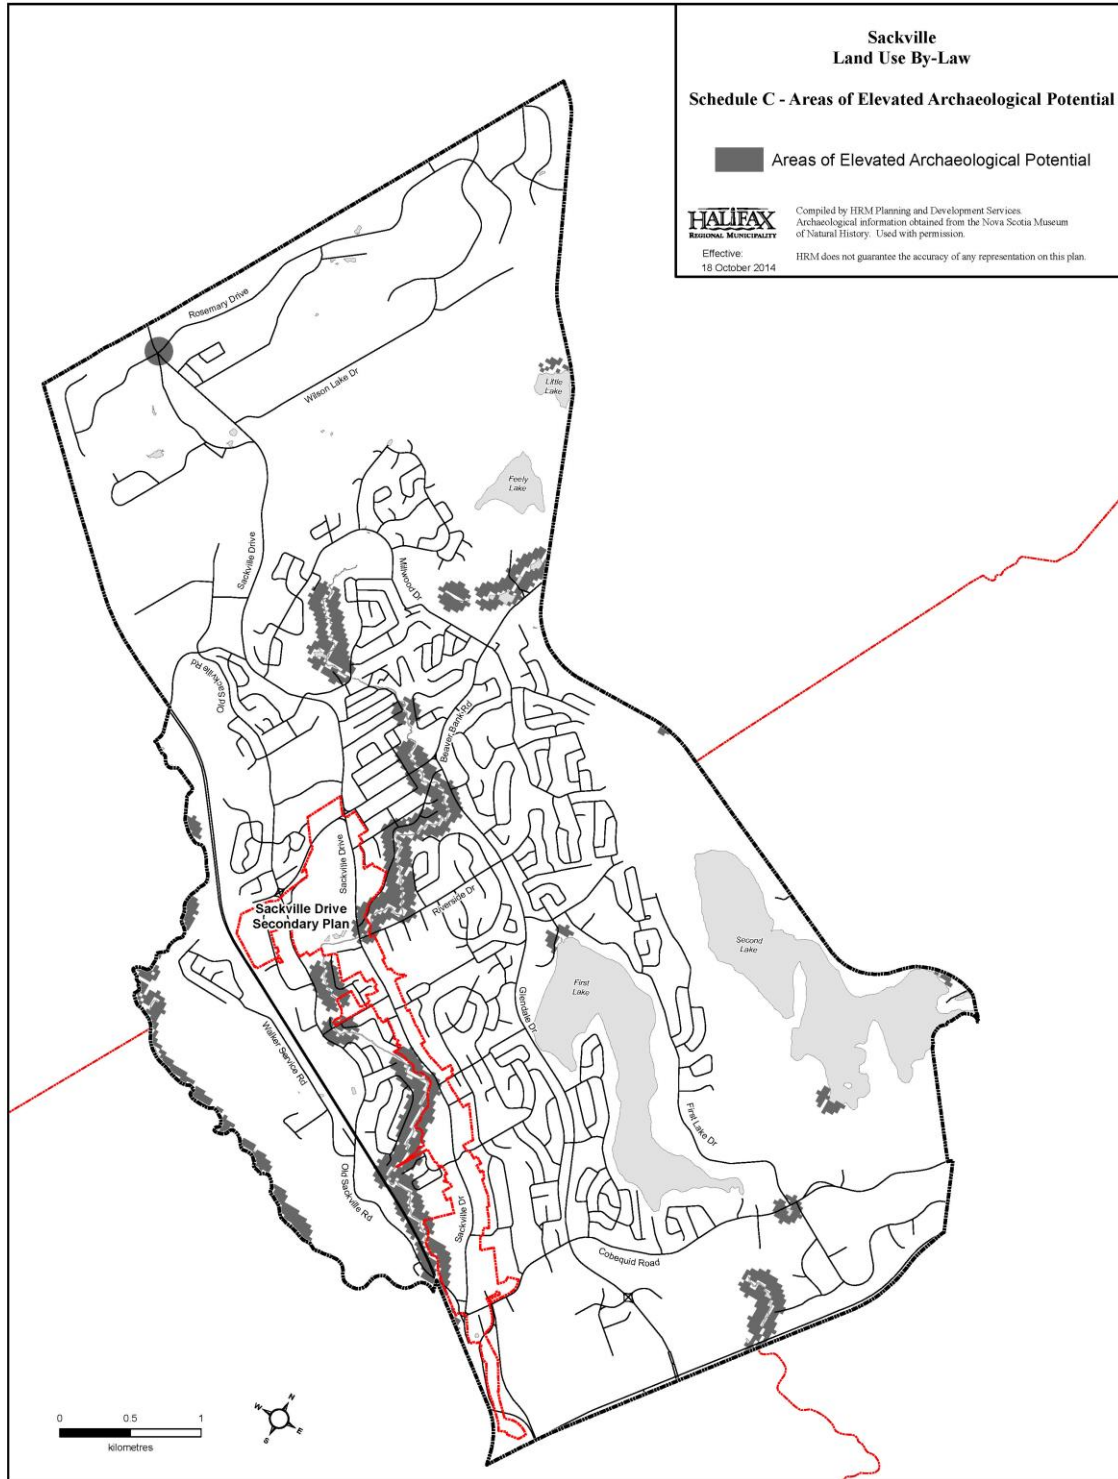 Sackville
Land Use By-Law
Schedule C - Areas of Elevated Archaeological Potential
Areas of Elevated Archaeological Potential
HALIFAX
REGIONAL MUNICIPALITY
Compiled by HRM Planning and Development Services
Archaeological information obtained from the Nova Scotia Museum
of Natural History. Used with permission.
Effective:
18 October 2014
HRM does not guarantee the accuracy of any representation on this plan.
Rosemary Drive
Wilson Lake Dr
Little
Lake
Feely
Lake
Sackville Drive
Millwood Dr
Old Sackville Rd
Beaver Bank Rd
Sackville Drive
Sackville Drive
Secondary Plan
Riverside Dr
Second
Lake
First
Lake
Glendale Dr
Walker Service Rd
First Lake Dr
Old Sackville Rd
Sackville Dr
Cobequid Road
0 0.5 1
kilometres
N
W
E
S